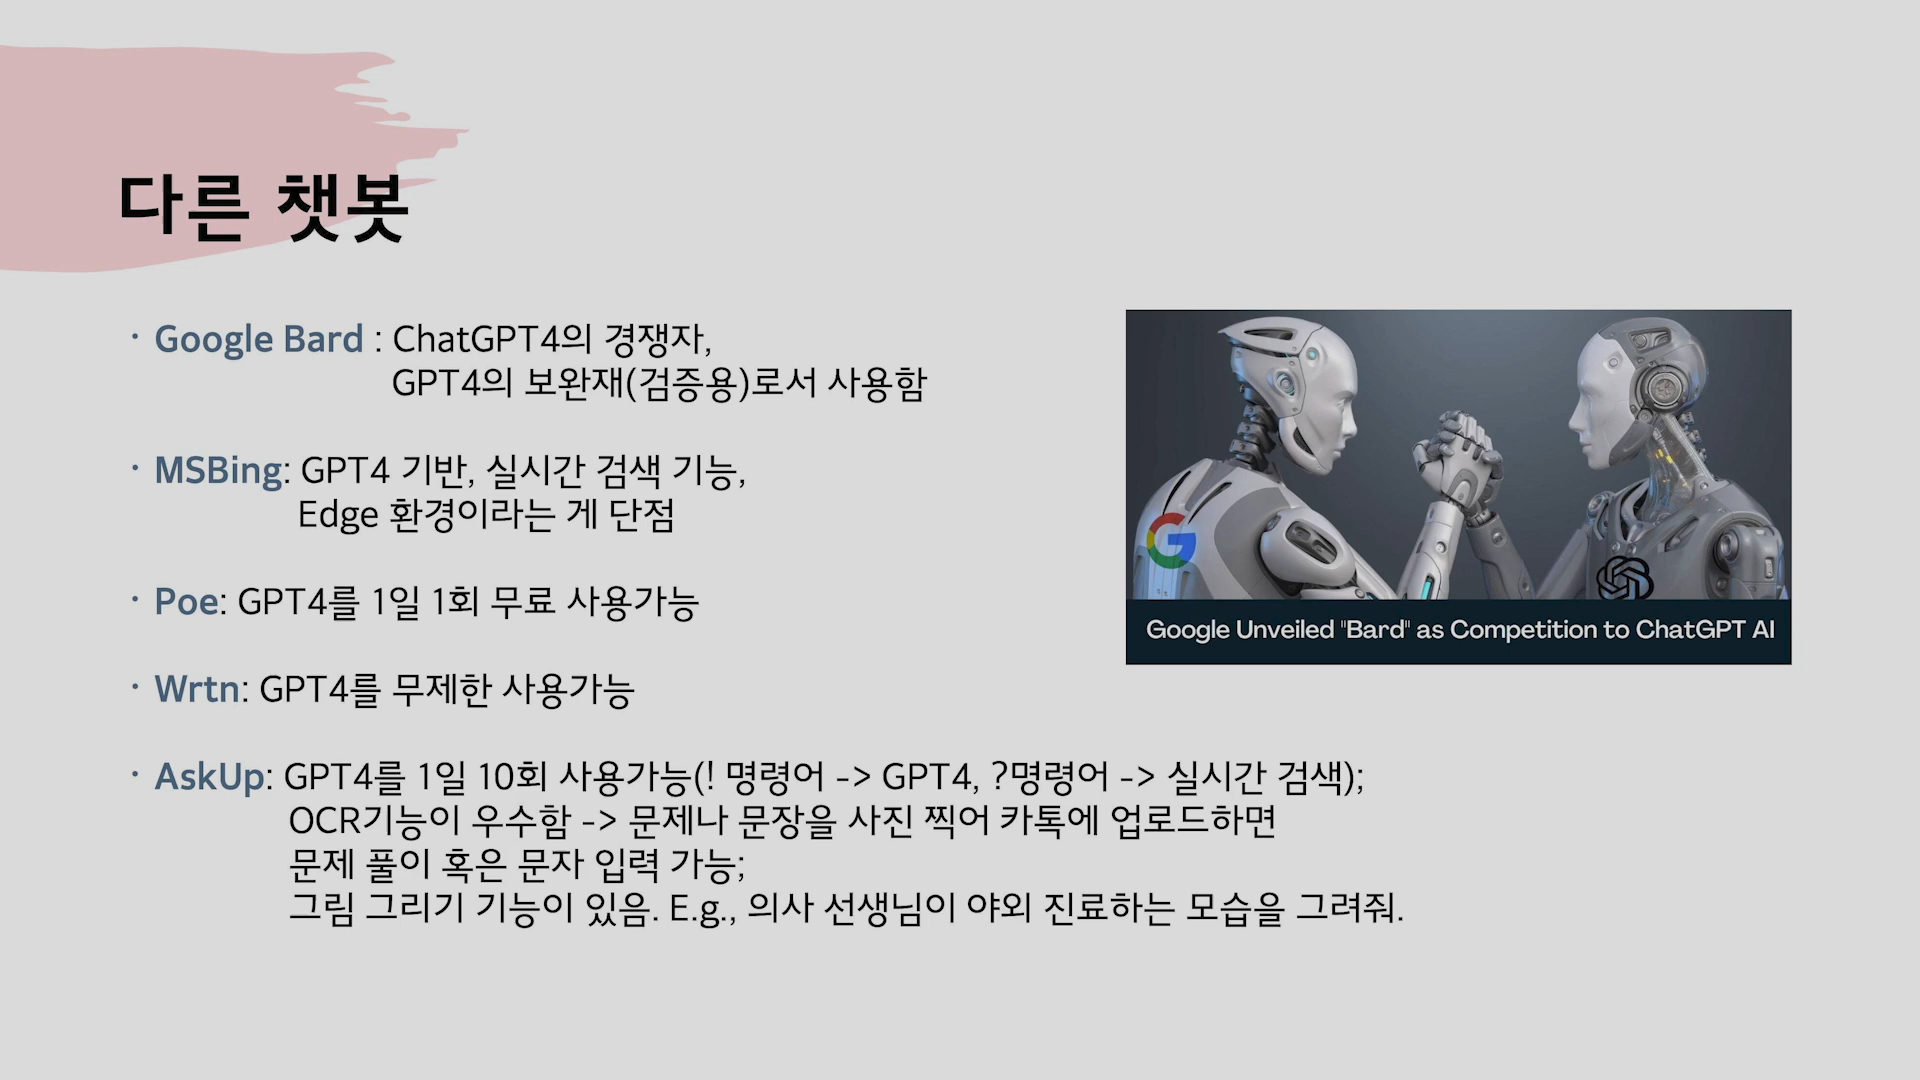 다른 챗봇
· Google Bard : ChatGPT4의 경쟁자,
GPT4의 보완재(검증용)로서 사용함
· MSBing: GPT4 기반, 실시간 검색 기능,
Edge 환경이라는 게 단점
· Poe: GPT4를 1일 1회 무료 사용가능
· Wrtn: GPT4를 무제한 사용가능
· AskUp: GPT4를 1일 10회 사용가능(! 명령어 -> GPT4, ?명령어 -> 실시간 검색);
OCR기능이 우수함 -> 문제나 문장을 사진 찍어 카톡에 업로드하면
문제 풀이 혹은 문자 입력 가능;
그림 그리기 기능이 있음. E.g., 의사 선생님이 야외 진료하는 모습을 그려줘.
G
Google Unveiled "Bard" as Competition to ChatGPT AI